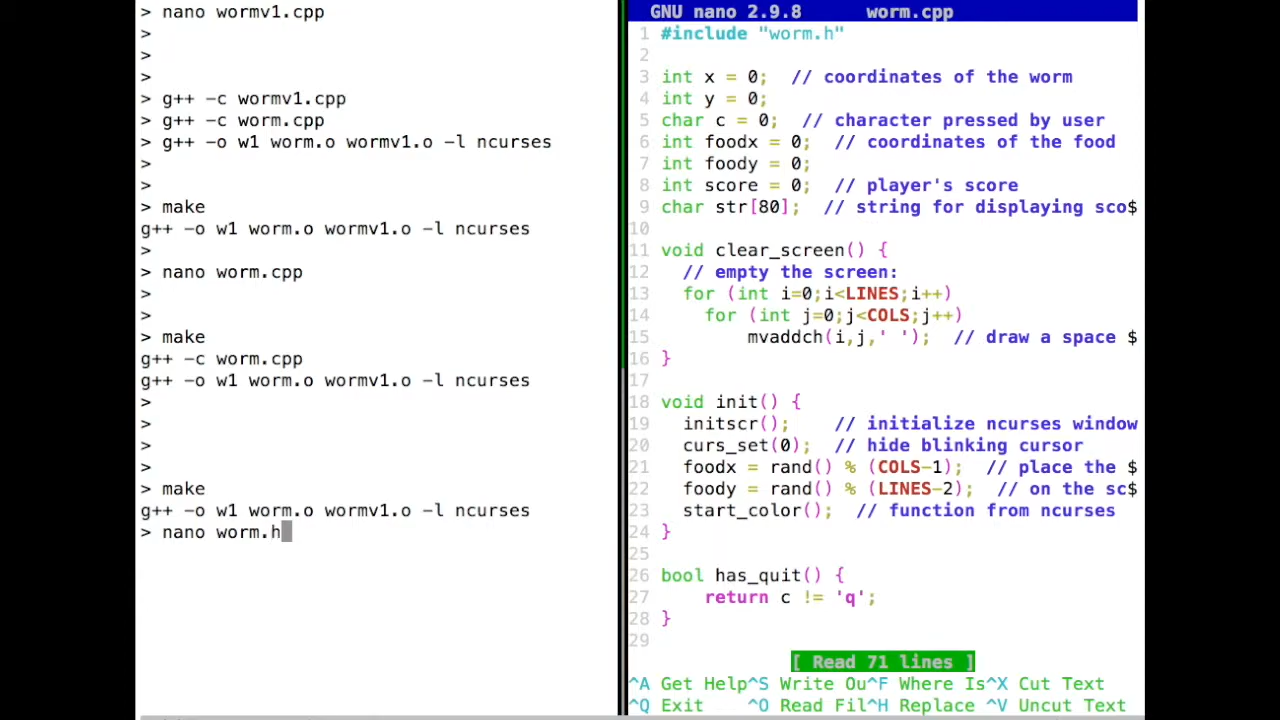 > nano wormv1.cpp
>
>
>
> g++ -c wormv1.cpp
> g++ -c worm.cpp
> g++ -o w1 worm.o wormv1.o -l ncurses
>
>
> make
g++ -o w1 worm.o wormv1.o -l ncurses
>
> nano worm.cpp
>
>
> make
g++ -c worm.cpp
g++ -o w1 worm.o wormv1.o -l ncurses
>
>
>
>
> make
g++ -o w1 worm.o wormv1.o -l ncurses
> nano worm.h
GNU nano 2.9.8 worm.cpp
1 #include "worm.h"
2
3 int x = 0;  // coordinates of the worm
4 int y = 0;
5 char c = 0;  // character pressed by user
6 int foodx = 0;  // coordinates of the food
7 int foody = 0;
8 int score = 0;  // player's score
9 char str[80];  // string for displaying sco$
10
11 void clear_screen() {
12   // empty the screen:
13   for (int i=0;i<LINES;i++)
14     for (int j=0;j<COLS;j++)
15         mvaddch(i,j,' ');  // draw a space $
16 }
17
18 void init() {
19   initscr();    // initialize ncurses window
20   curs_set(0);  // hide blinking cursor
21   foodx = rand() % (COLS-1);  // place the $
22   foody = rand() % (LINES-2);  // on the sc$
23   start_color();  // function from ncurses
24 }
25
26 bool has_quit() {
27     return c != 'q';
28 }
29
[ Read 71 lines ]
^A Get Help^S Write Ou^F Where Is^X Cut Text
^Q Exit    ^O Read Fil^H Replace ^V Uncut Text